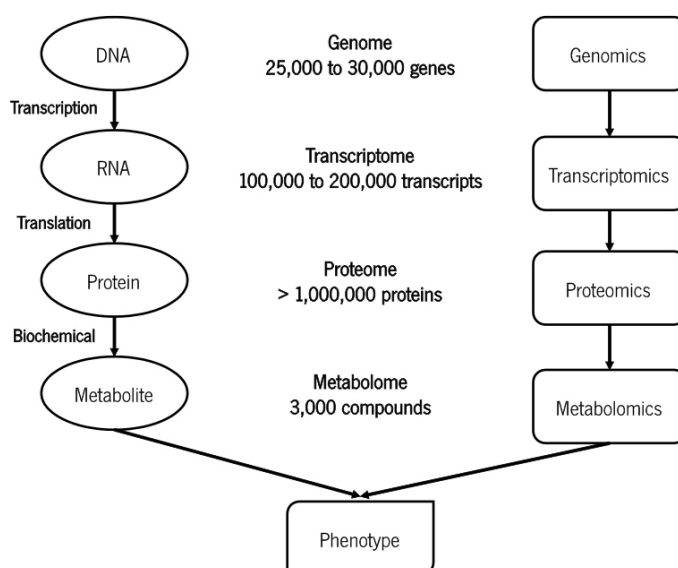 DNA
Genome
25,000 to 30,000 genes
Genomics
Transcription
RNA
Transcriptome
100,000 to 200,000 transcripts
Transcriptomics
Translation
Protein
Proteome
> 1,000,000 proteins
Proteomics
Biochemical
Metabolite
Metabolome
3,000 compounds
Metabolomics
Phenotype